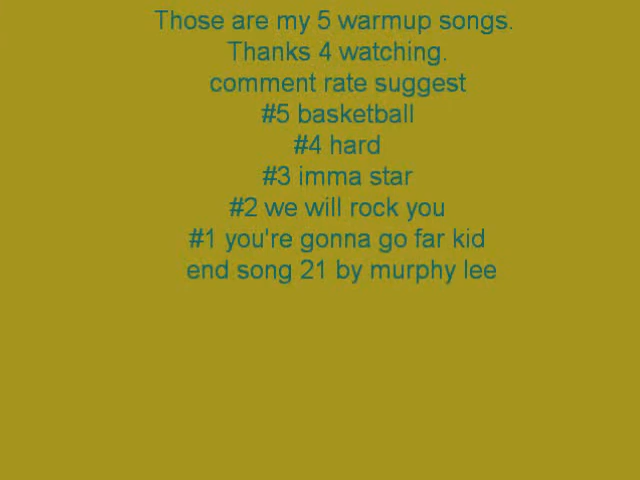 Those are my 5 warmup songs.
Thanks 4 watching.
comment rate suggest
#5 basketball
#4 hard
#3 imma star
#2 we will rock you
#1 you're gonna go far kid
end song 21 by murphy lee